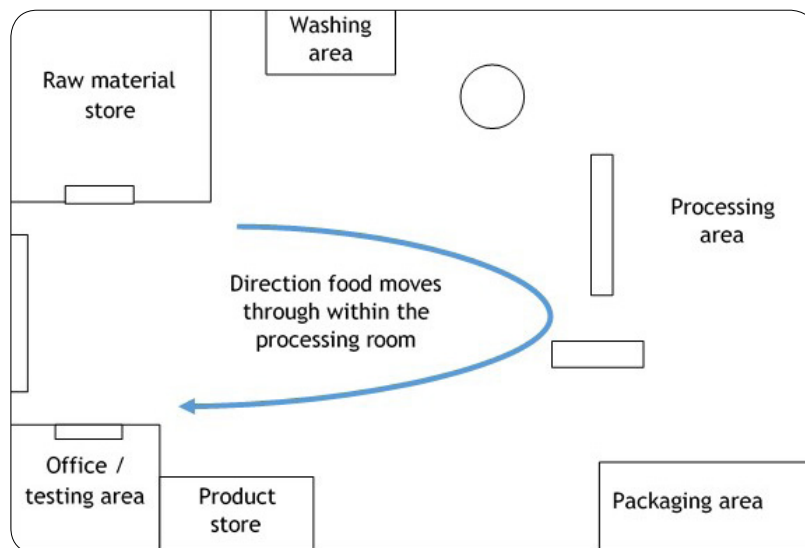 Washing
area
Raw material
store
Processing
area
Direction food moves
through within the
processing room
Office /
testing area
Product
store
Packaging area